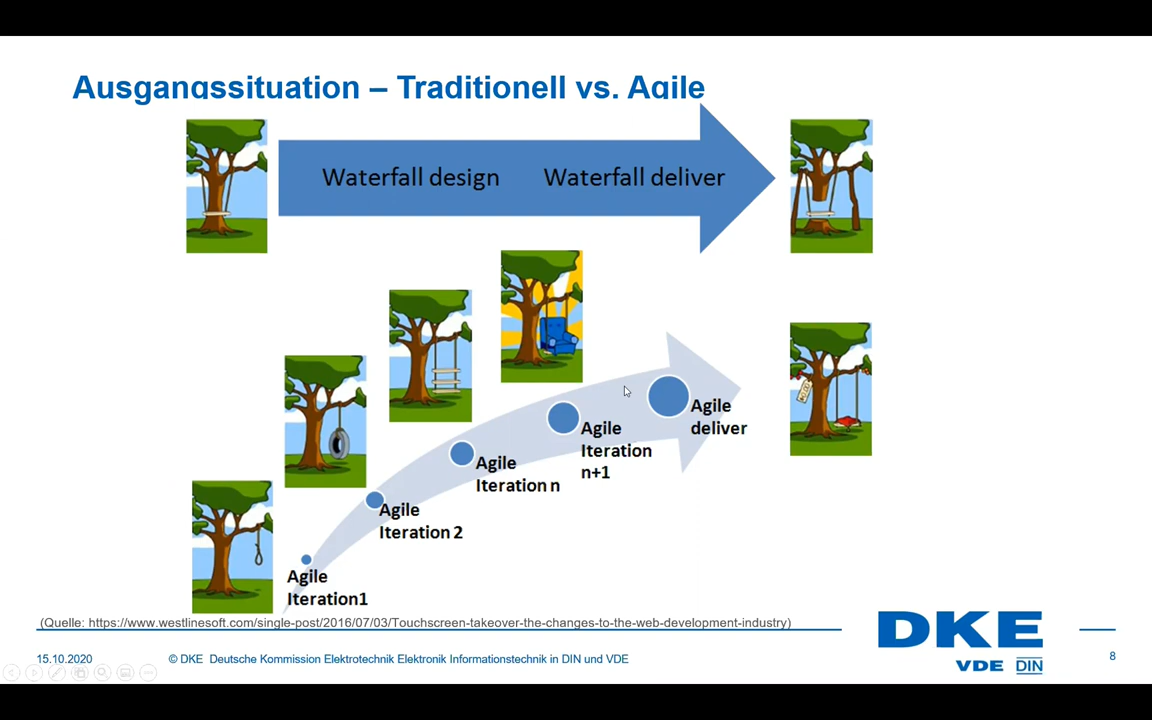 Ausgangssituation – Traditionell vs. Agile
Waterfall design
Waterfall deliver
Agile
deliver
Agile
Iteration
n+1
Agile
Iteration n
Agile
Iteration 2
Agile
Iteration1
(Quelle: https://www.westlinesoft.com/single-post/2016/07/03/Touchscreen-takeover-the-changes-to-the-web-development-industry)
DKE
VDE DIN
15.10.2020
© DKE Deutsche Kommission Elektrotechnik Elektronik Informationstechnik in DIN und VDE
8